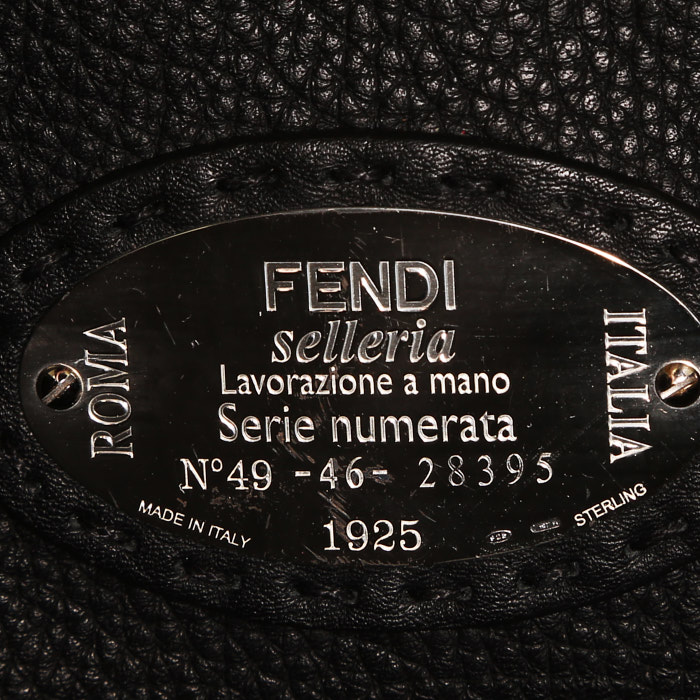 FENDI
selleria
Lavorazione a mano
Serie numerata
N°49 -46- 28395
1925
ROMA
ITALIA
MADE IN ITALY
STERLING